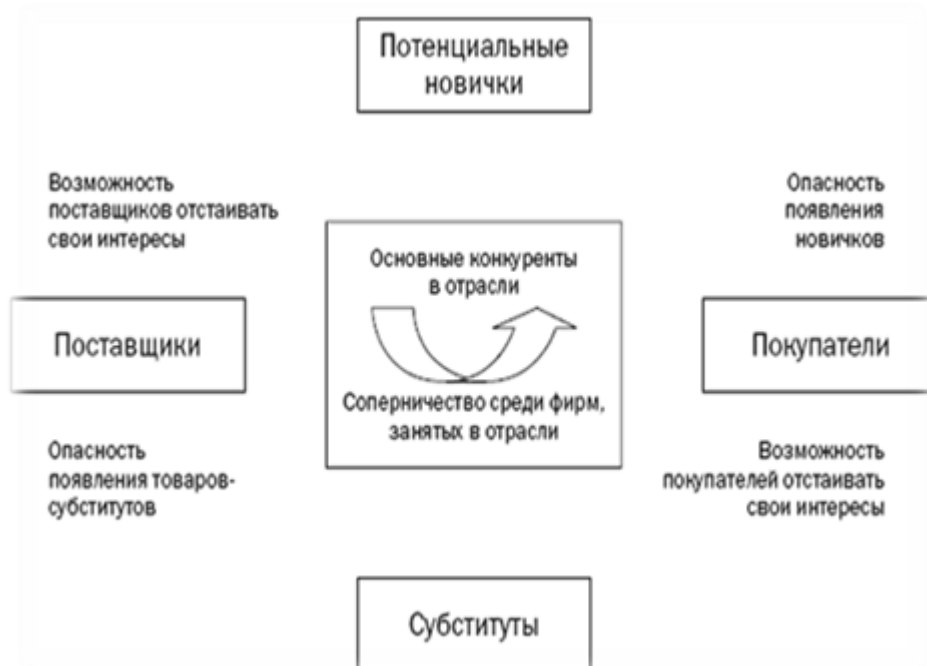 Потенциальные
новички
Возможность
поставщиков отстаивать
свои интересы
Опасность
появления
новичков
Основные конкуренты
в отрасли
Поставщики
Покупатели
Соперничество среди фирм,
занятых в отрасли
Опасность
появления товаров-
субститутов
Возможность
покупателей отстаивать
свои интересы
Субституты